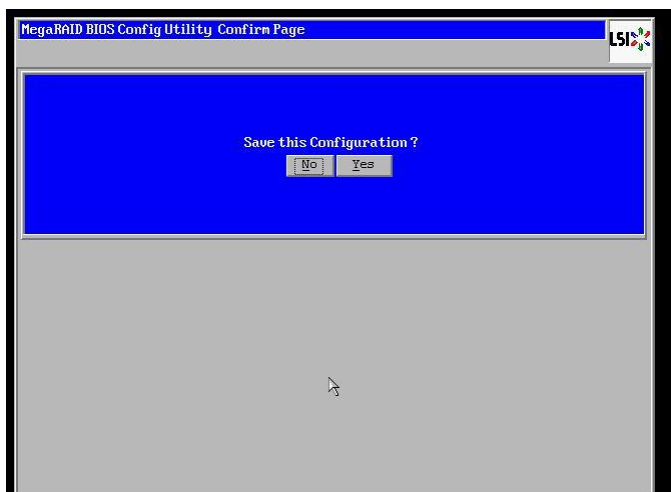 MegaRAID BIOS Config Utility Confirm Page
LSI
Save this Configuration ?
No Yes